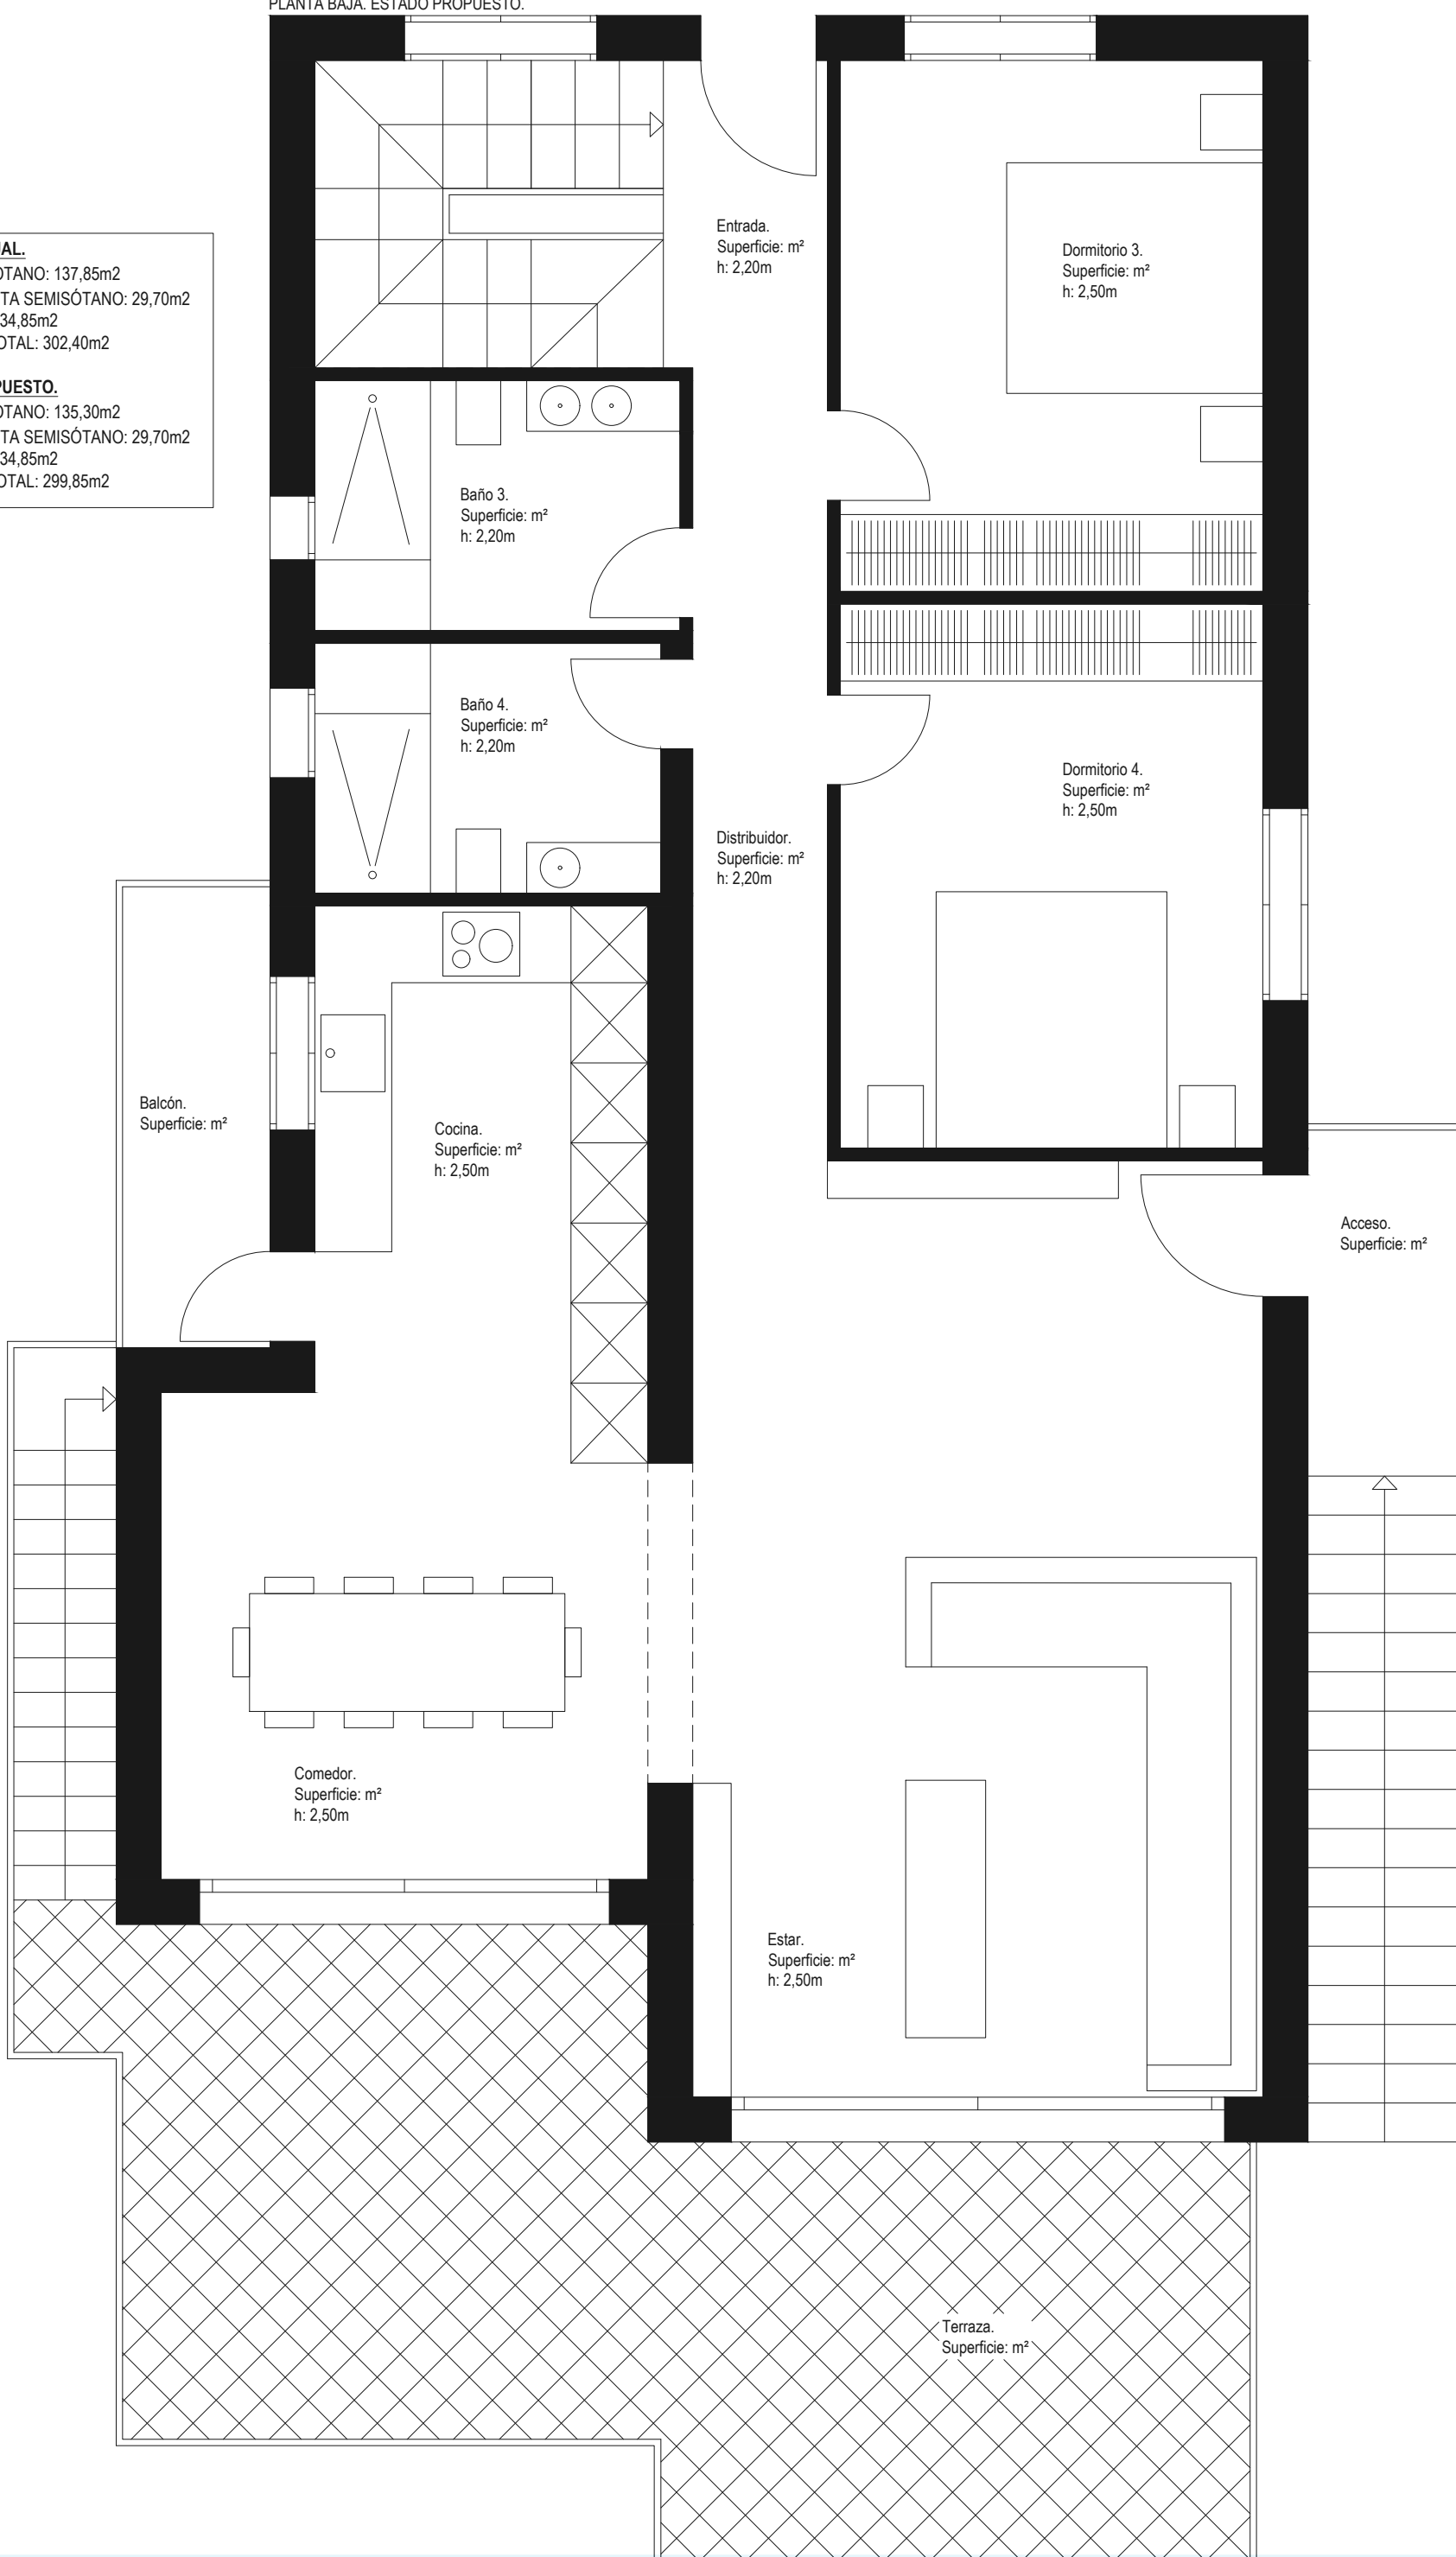 PLANTA BAJA. ESTADO PROPUESTO.
UAL.
ÓTANO: 137,85m2
TA SEMISÓTANO: 29,70m2
34,85m2
OTAL: 302,40m2
PUESTO.
ÓTANO: 135,30m2
TA SEMISÓTANO: 29,70m2
34,85m2
OTAL: 299,85m2
Entrada.
Superficie: m²
h: 2,20m
Dormitorio 3.
Superficie: m²
h: 2,50m
Baño 3.
Superficie: m²
h: 2,20m
Baño 4.
Superficie: m²
h: 2,20m
Dormitorio 4.
Superficie: m²
h: 2,50m
Distribuidor.
Superficie: m²
h: 2,20m
Balcón.
Superficie: m²
Cocina.
Superficie: m²
h: 2,50m
Acceso.
Superficie: m²
Comedor.
Superficie: m²
h: 2,50m
Estar.
Superficie: m²
h: 2,50m
Terraza.
Superficie: m²